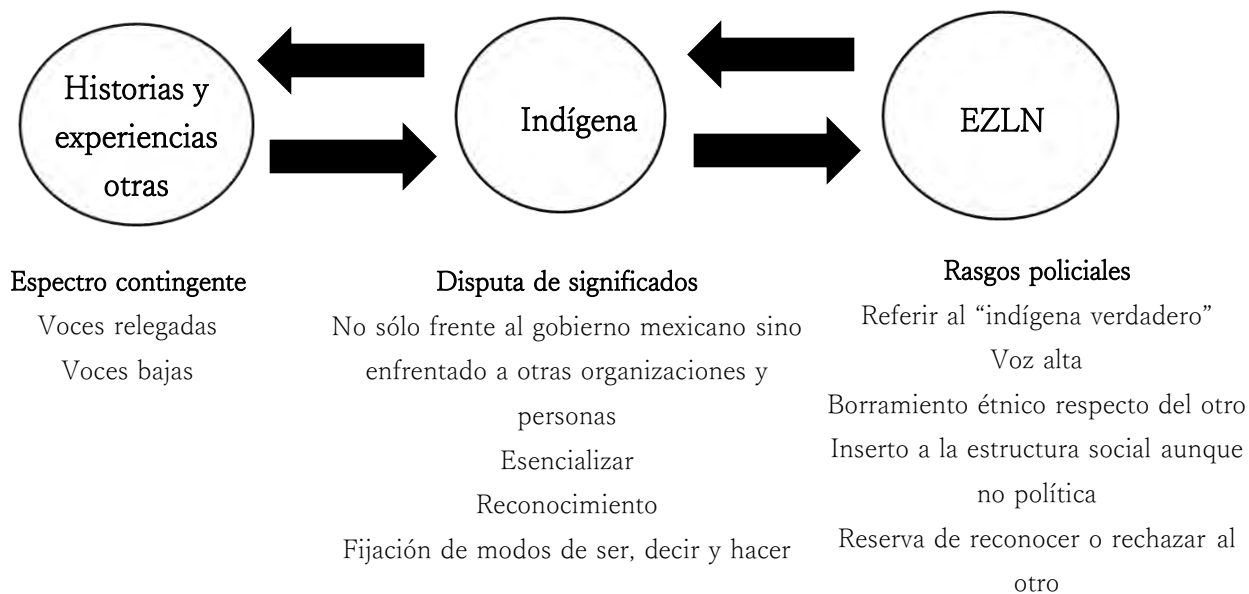 Historias y
experiencias
otras
Indígena
EZLN
Espectro contingente
Voces relegadas
Voces bajas
Disputa de significados
No sólo frente al gobierno mexicano sino
enfrentado a otras organizaciones y
personas
Esencializar
Reconocimiento
Fijación de modos de ser, decir y hacer
Rasgos policiales
Referir al “indígena verdadero”
Voz alta
Borramiento étnico respecto del otro
Inserto a la estructura social aunque
no política
Reserva de reconocer o rechazar al
otro